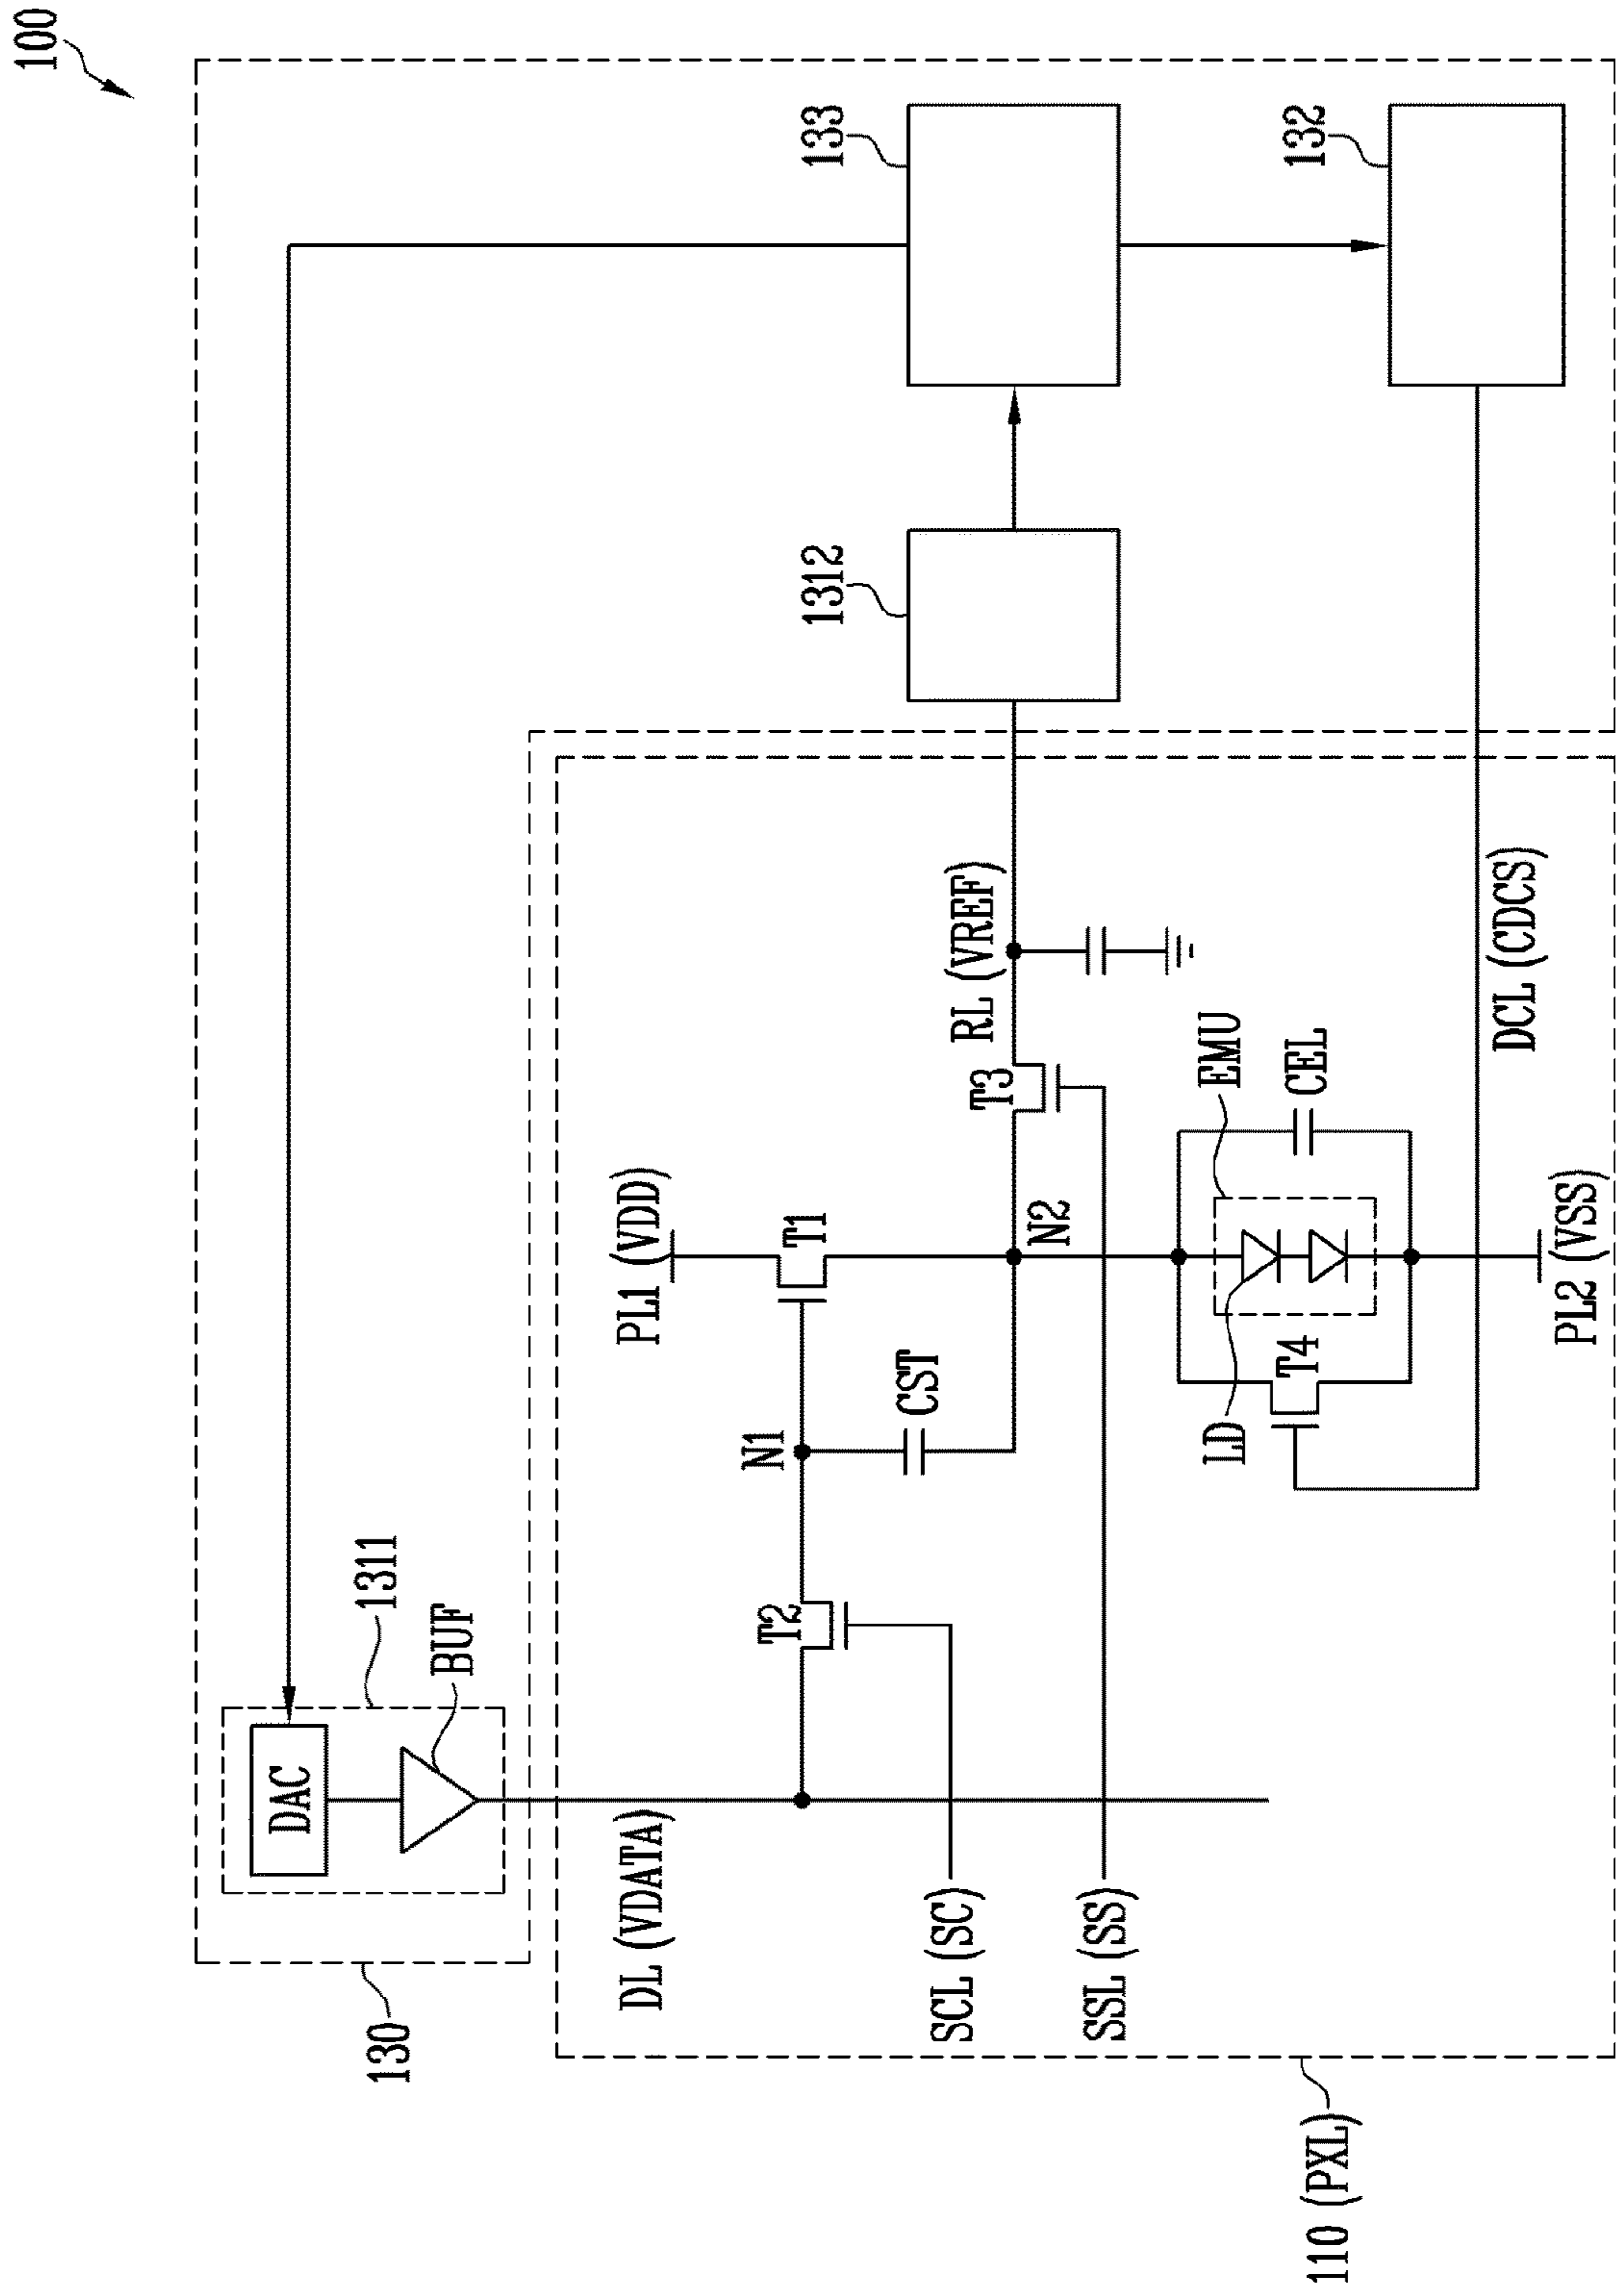 100
130
1311
DAC
BUF
133
1312
132
DL (VDATA)
PL1 (VDD)
T1
T2
N1
CST
RL (VREF)
T3
N2
SCL (SC)
SSL (SS)
EMU
CEL
LD
T4
DCL (CDCS)
PL2 (VSS)
110 (PXL)